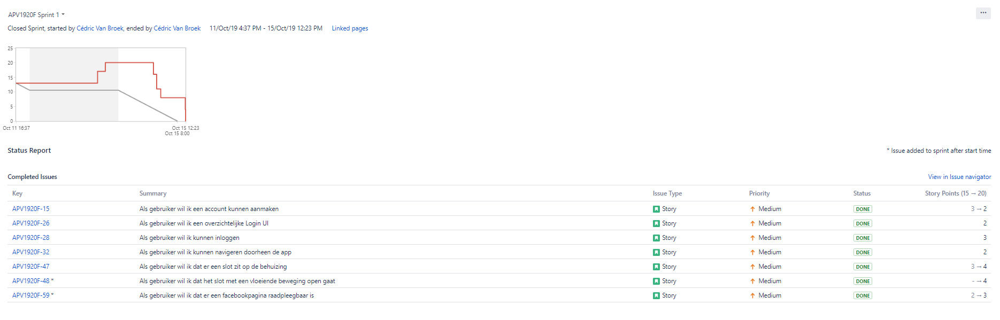 APV1920F Sprint 1
Closed Sprint, started by Cédric Van Broek, ended by Cédric Van Broek 11/Oct/19 4:37 PM - 15/Oct/19 12:23 PM Linked pages
25
20
15
10
5
0
Oct 11 16:37 Oct 15 12:23
Oct 15 8:00
Status Report * Issue added to sprint after start time
Completed Issues View in Issue navigator
Key Summary Issue Type Priority Status Story Points (15 → 20)
APV1920F-15 Als gebruiker wil ik een account kunnen aanmaken Story Medium DONE 3 → 2
APV1920F-26 Als gebruiker wil ik een overzichtelijke Login UI Story Medium DONE 2
APV1920F-28 Als gebruiker wil ik kunnen inloggen Story Medium DONE 3
APV1920F-32 Als gebruiker wil ik kunnen navigeren doorheen de app Story Medium DONE 2
APV1920F-47 Als gebruiker wil ik dat er een slot zit op de behuizing Story Medium DONE 3 → 4
APV1920F-48 * Als gebruiker wil ik dat het slot met een vloeiende beweging open gaat Story Medium DONE - → 4
APV1920F-59 * Als gebruiker wil ik dat er een facebookpagina raadpleegbaar is Story Medium DONE 2 → 3